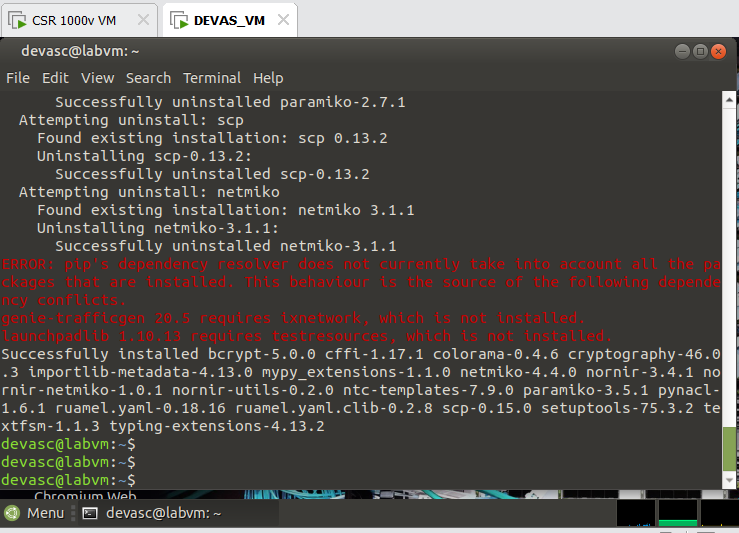 CSR 1000v VM
DEVAS_VM
devasc@labvm: ~
File Edit View Search Terminal Help
Successfully uninstalled paramiko-2.7.1
Attempting uninstall: scp
Found existing installation: scp 0.13.2
Uninstalling scp-0.13.2:
Successfully uninstalled scp-0.13.2
Attempting uninstall: netmiko
Found existing installation: netmiko 3.1.1
Uninstalling netmiko-3.1.1:
Successfully uninstalled netmiko-3.1.1
ERROR: pip's dependency resolver does not currently take into account all the pa
ckages that are installed. This behaviour is the source of the following depende
ncy conflicts.
genie-trafficgen 20.5 requires ixnetwork, which is not installed.
launchpadlib 1.10.13 requires testresources, which is not installed.
Successfully installed bcrypt-5.0.0 cffi-1.17.1 colorama-0.4.6 cryptography-46.0
.3 importlib-metadata-4.13.0 mypy_extensions-1.1.0 netmiko-4.4.0 nornir-3.4.1 no
rnir-netmiko-1.0.1 nornir-utils-0.2.0 ntc-templates-7.9.0 paramiko-3.5.1 pynacl-
1.6.1 ruamel.yaml-0.18.16 ruamel.yaml.clib-0.2.8 scp-0.15.0 setuptools-75.3.2 te
xtfsm-1.1.3 typing-extensions-4.13.2
devasc@labvm:~$
devasc@labvm:~$
devasc@labvm:~$
Chromium Web
Menu devasc@labvm: ~